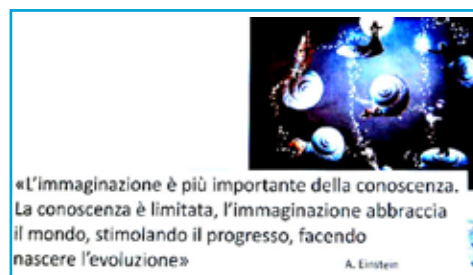 «L'immaginazione è più importante della conoscenza.
La conoscenza è limitata, l'immaginazione abbraccia
il mondo, stimolando il progresso, facendo
nascere l'evoluzione»
A. Einstein